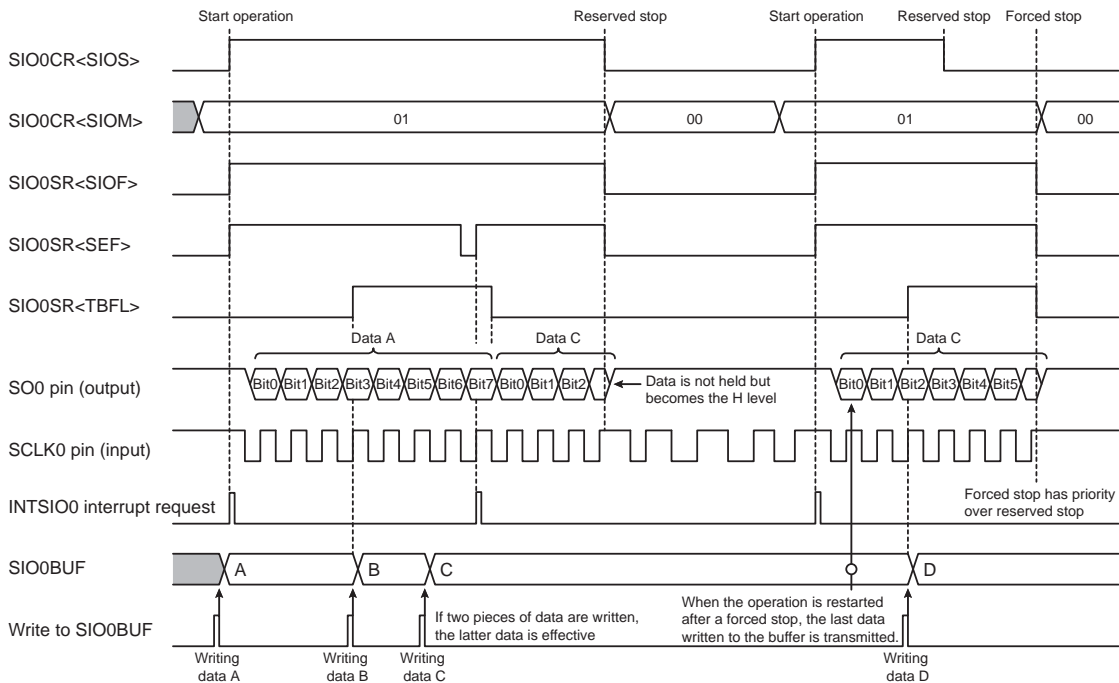 Start operation Reserved stop Start operation Reserved stop Forced stop
SIO0CR<SIOS>
SIO0CR<SIOM> 01 00 01 00
SIO0SR<SIOF>
SIO0SR<SEF>
SIO0SR<TBFL>
Data A Data C Data C
SO0 pin (output) Bit0 Bit1 Bit2 Bit3 Bit4 Bit5 Bit6 Bit7 Bit0 Bit1 Bit2 Bit0 Bit1 Bit2 Bit3 Bit4 Bit5
Data is not held but
becomes the H level
SCLK0 pin (input)
INTSIO0 interrupt request
Forced stop has priority
over reserved stop
SIO0BUF A B C D
If two pieces of data are written,
the latter data is effective
When the operation is restarted
after a forced stop, the last data
written to the buffer is transmitted.
Write to SIO0BUF
Writing
data A
Writing
data B
Writing
data C
Writing
data D